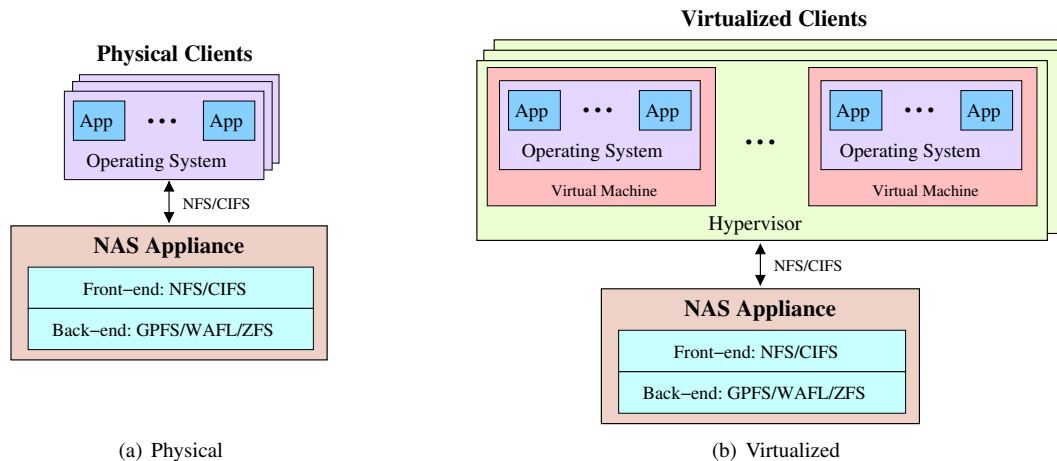 Physical Clients
App ••• App
Operating System
NFS/CIFS
NAS Appliance
Front−end: NFS/CIFS
Back−end: GPFS/WAFL/ZFS
(a) Physical
Virtualized Clients
App ••• App
Operating System
Virtual Machine
•••
App ••• App
Operating System
Virtual Machine
Hypervisor
NFS/CIFS
NAS Appliance
Front−end: NFS/CIFS
Back−end: GPFS/WAFL/ZFS
(b) Virtualized